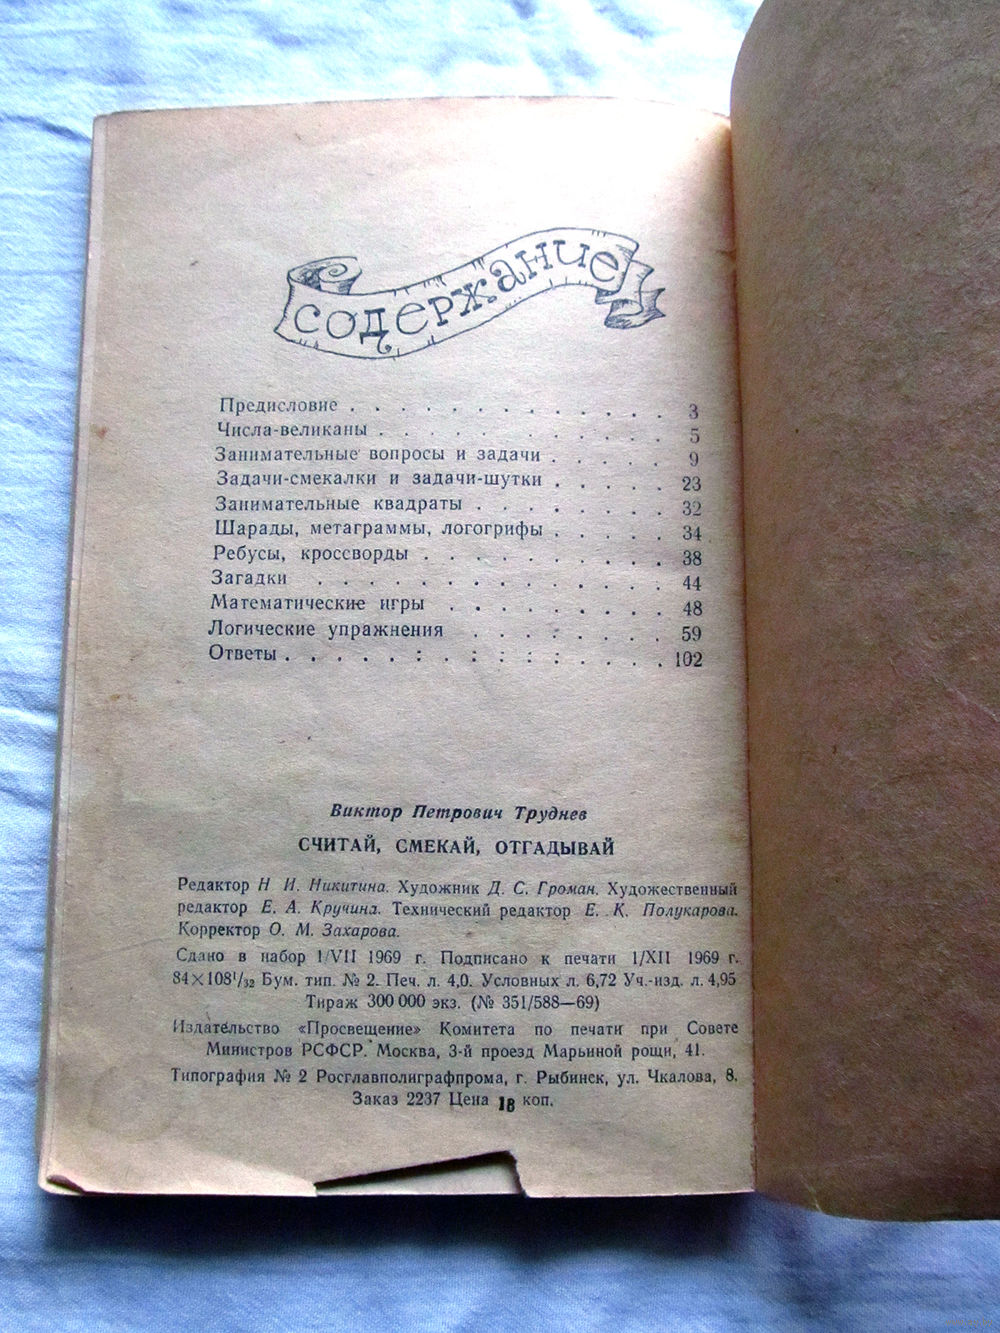 содержание
Предисловие . . . . . . . . . . . . . 3
Числа-великаны . . . . . . . . . . . . 5
Занимательные вопросы и задачи . . . . . 9
Задачи-смекалки и задачи-шутки . . . . . 23
Занимательные квадраты . . . . . . . . 32
Шарады, метаграммы, логогрифы . . . . . 34
Ребусы, кроссворды . . . . . . . . . . 38
Загадки . . . . . . . . . . . . . . 44
Математические игры . . . . . . . . . 48
Логические упражнения . . . . . . . . 59
Ответы . . . . . . . . . . . . . . . 102
Виктор Петрович Труднев
СЧИТАЙ, СМЕКАЙ, ОТГАДЫВАЙ
Редактор Н И. Никитина. Художник Д. С. Громан. Художественный
редактор Е. А. Кручина. Технический редактор Е. К. Полукарова.
Корректор О. М. Захарова.
Сдано в набор 1/VII 1969 г. Подписано к печати 1/XII 1969 г.
84×108¹/₃₂ Бум. тип. № 2. Печ. л. 4,0. Условных л. 6,72 Уч.-изд. л. 4,95
Тираж 300 000 экз. (№ 351/588—69)
Издательство «Просвещение» Комитета по печати при Совете
Министров РСФСР. Москва, 3-й проезд Марьиной рощи, 41.
Типография № 2 Росглавполиграфпрома, г. Рыбинск, ул. Чкалова, 8.
Заказ 2237 Цена 18 коп.